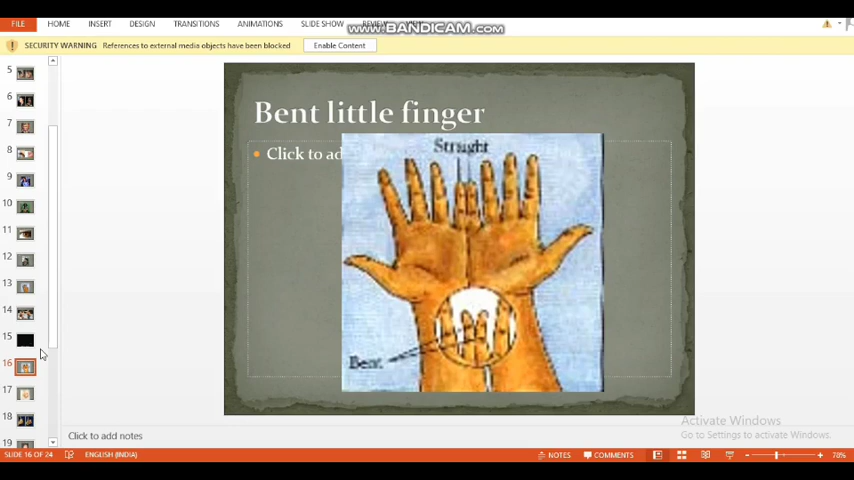 FILE HOME INSERT DESIGN TRANSITIONS ANIMATIONS SLIDE SHOW REVIEW VIEW
www.BANDICAM.com
SECURITY WARNING References to external media objects have been blocked Enable Content
5
6
7
8
9
10
11
12
13
14
15
16
17
18
19
Bent little finger
Click to ad
Straight
Bent
Click to add notes
Activate Windows
Go to Settings to activate Windows.
SLIDE 16 OF 24 ENGLISH (INDIA) NOTES COMMENTS 78%